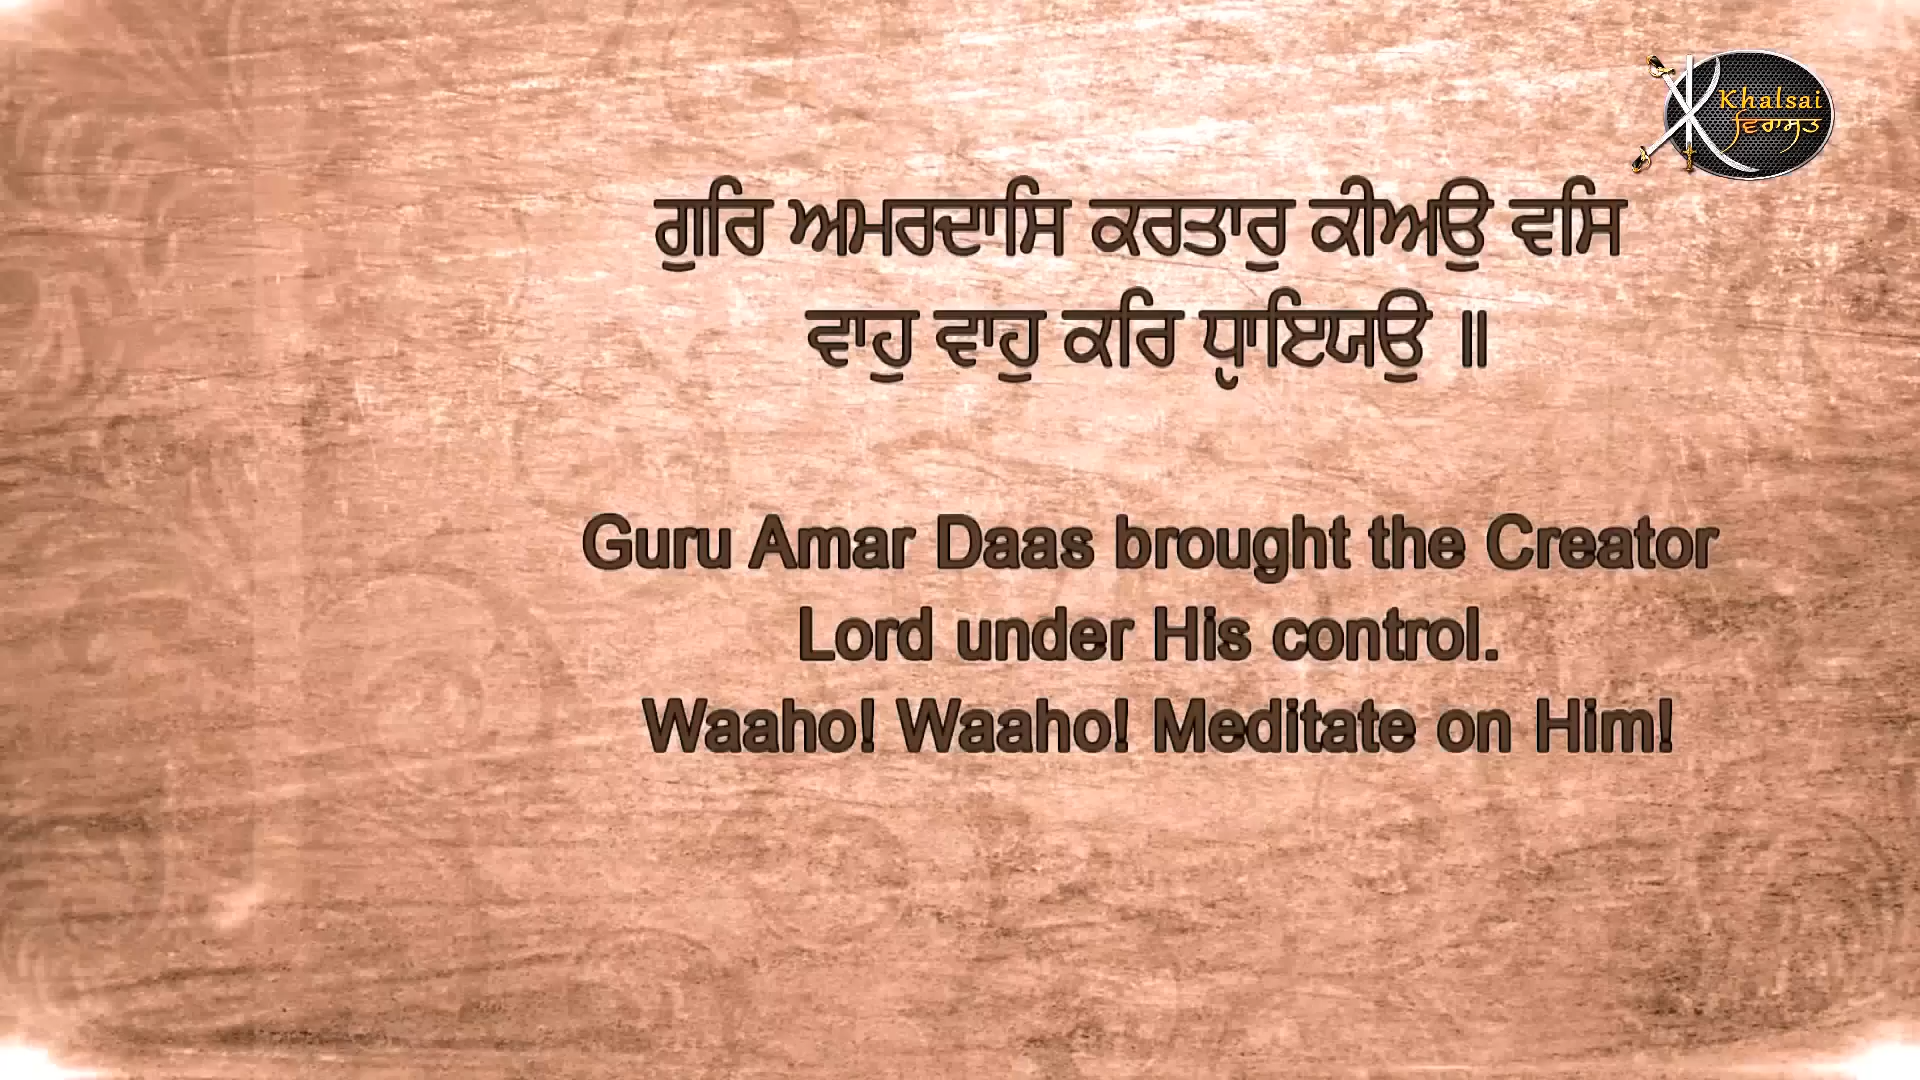 Khalsai
ਵਿਰਾਸਤ
ਗੁਰਿ ਅਮਰਦਾਸਿ ਕਰਤਾਰੁ ਕੀਅਉ ਵਸਿ
ਵਾਹੁ ਵਾਹੁ ਕਰਿ ਧੵਾਇਯਉ ॥
Guru Amar Daas brought the Creator
Lord under His control.
Waaho! Waaho! Meditate on Him!